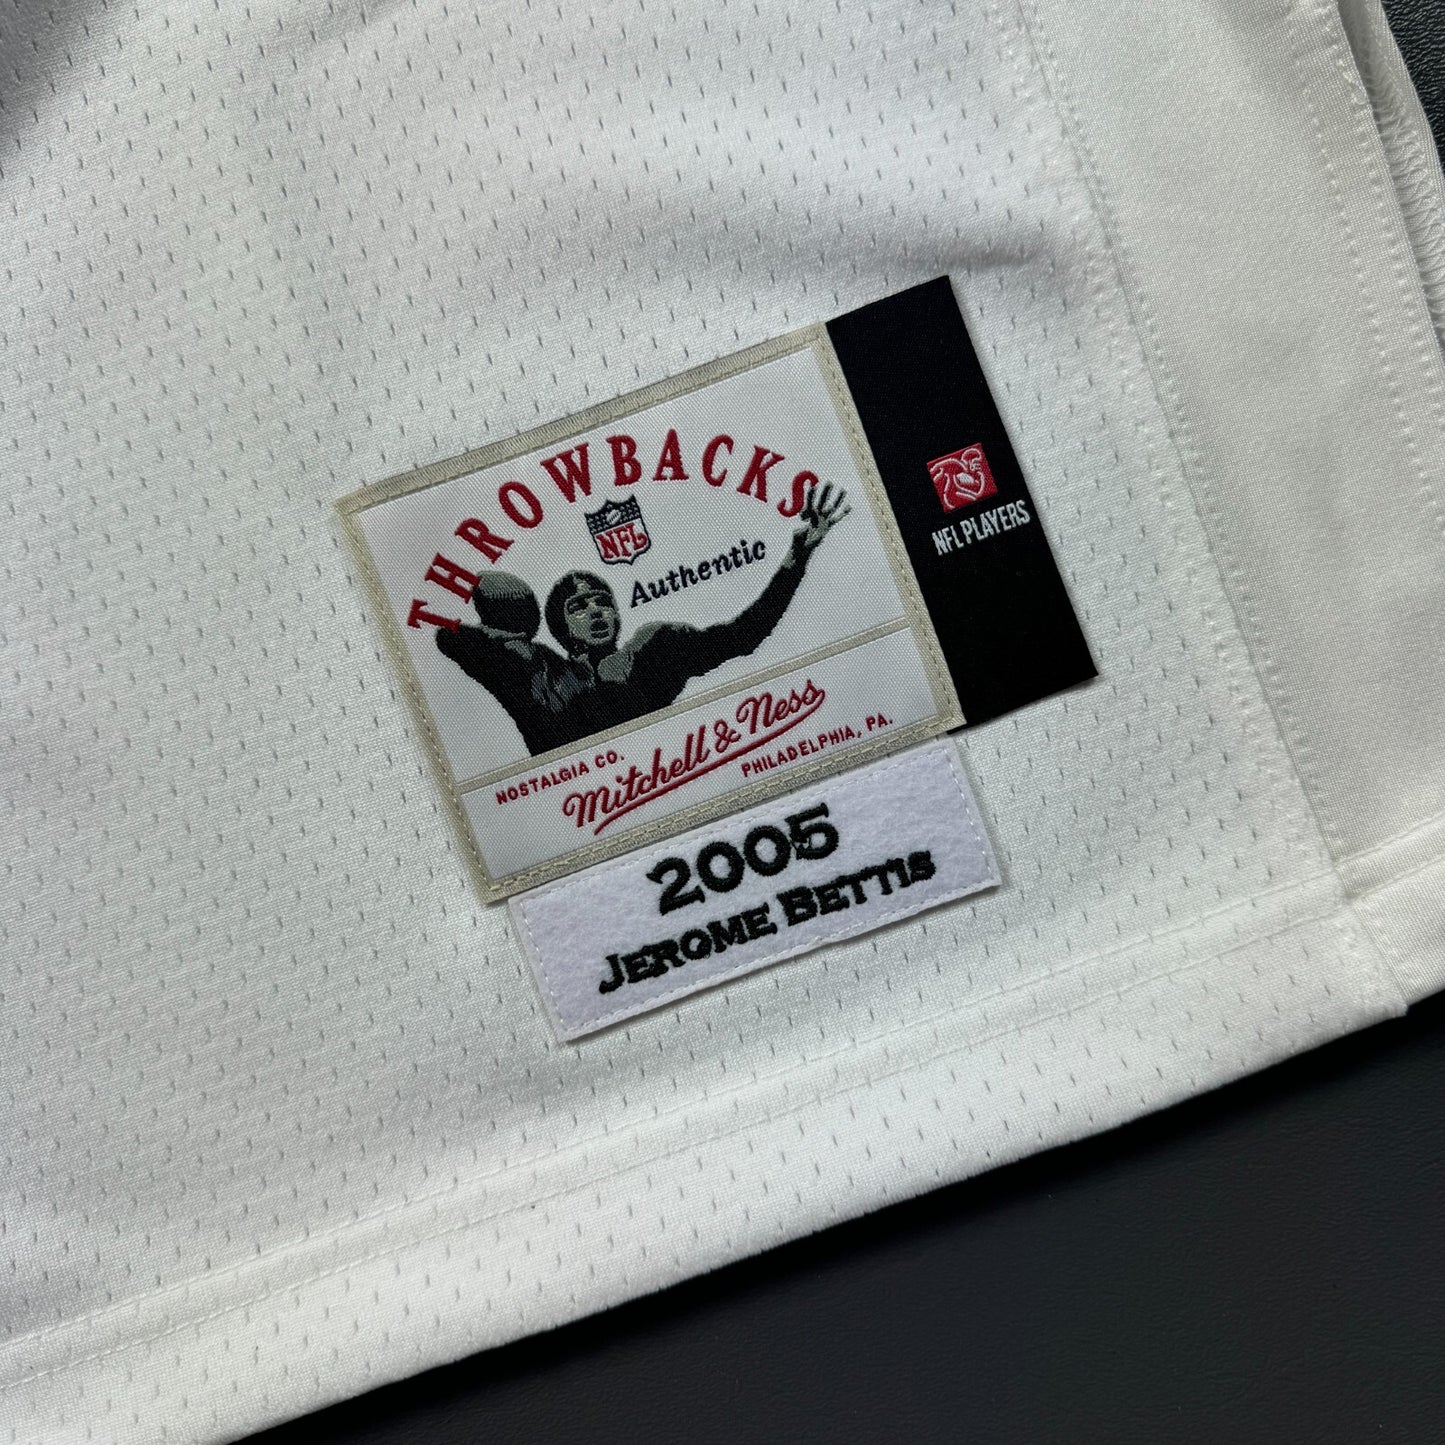 THROWBACKS
NFL
Authentic
NOSTALGIA CO. Mitchell & Ness PHILADELPHIA, PA.
NFL PLAYERS
2005
JEROME BETTIS